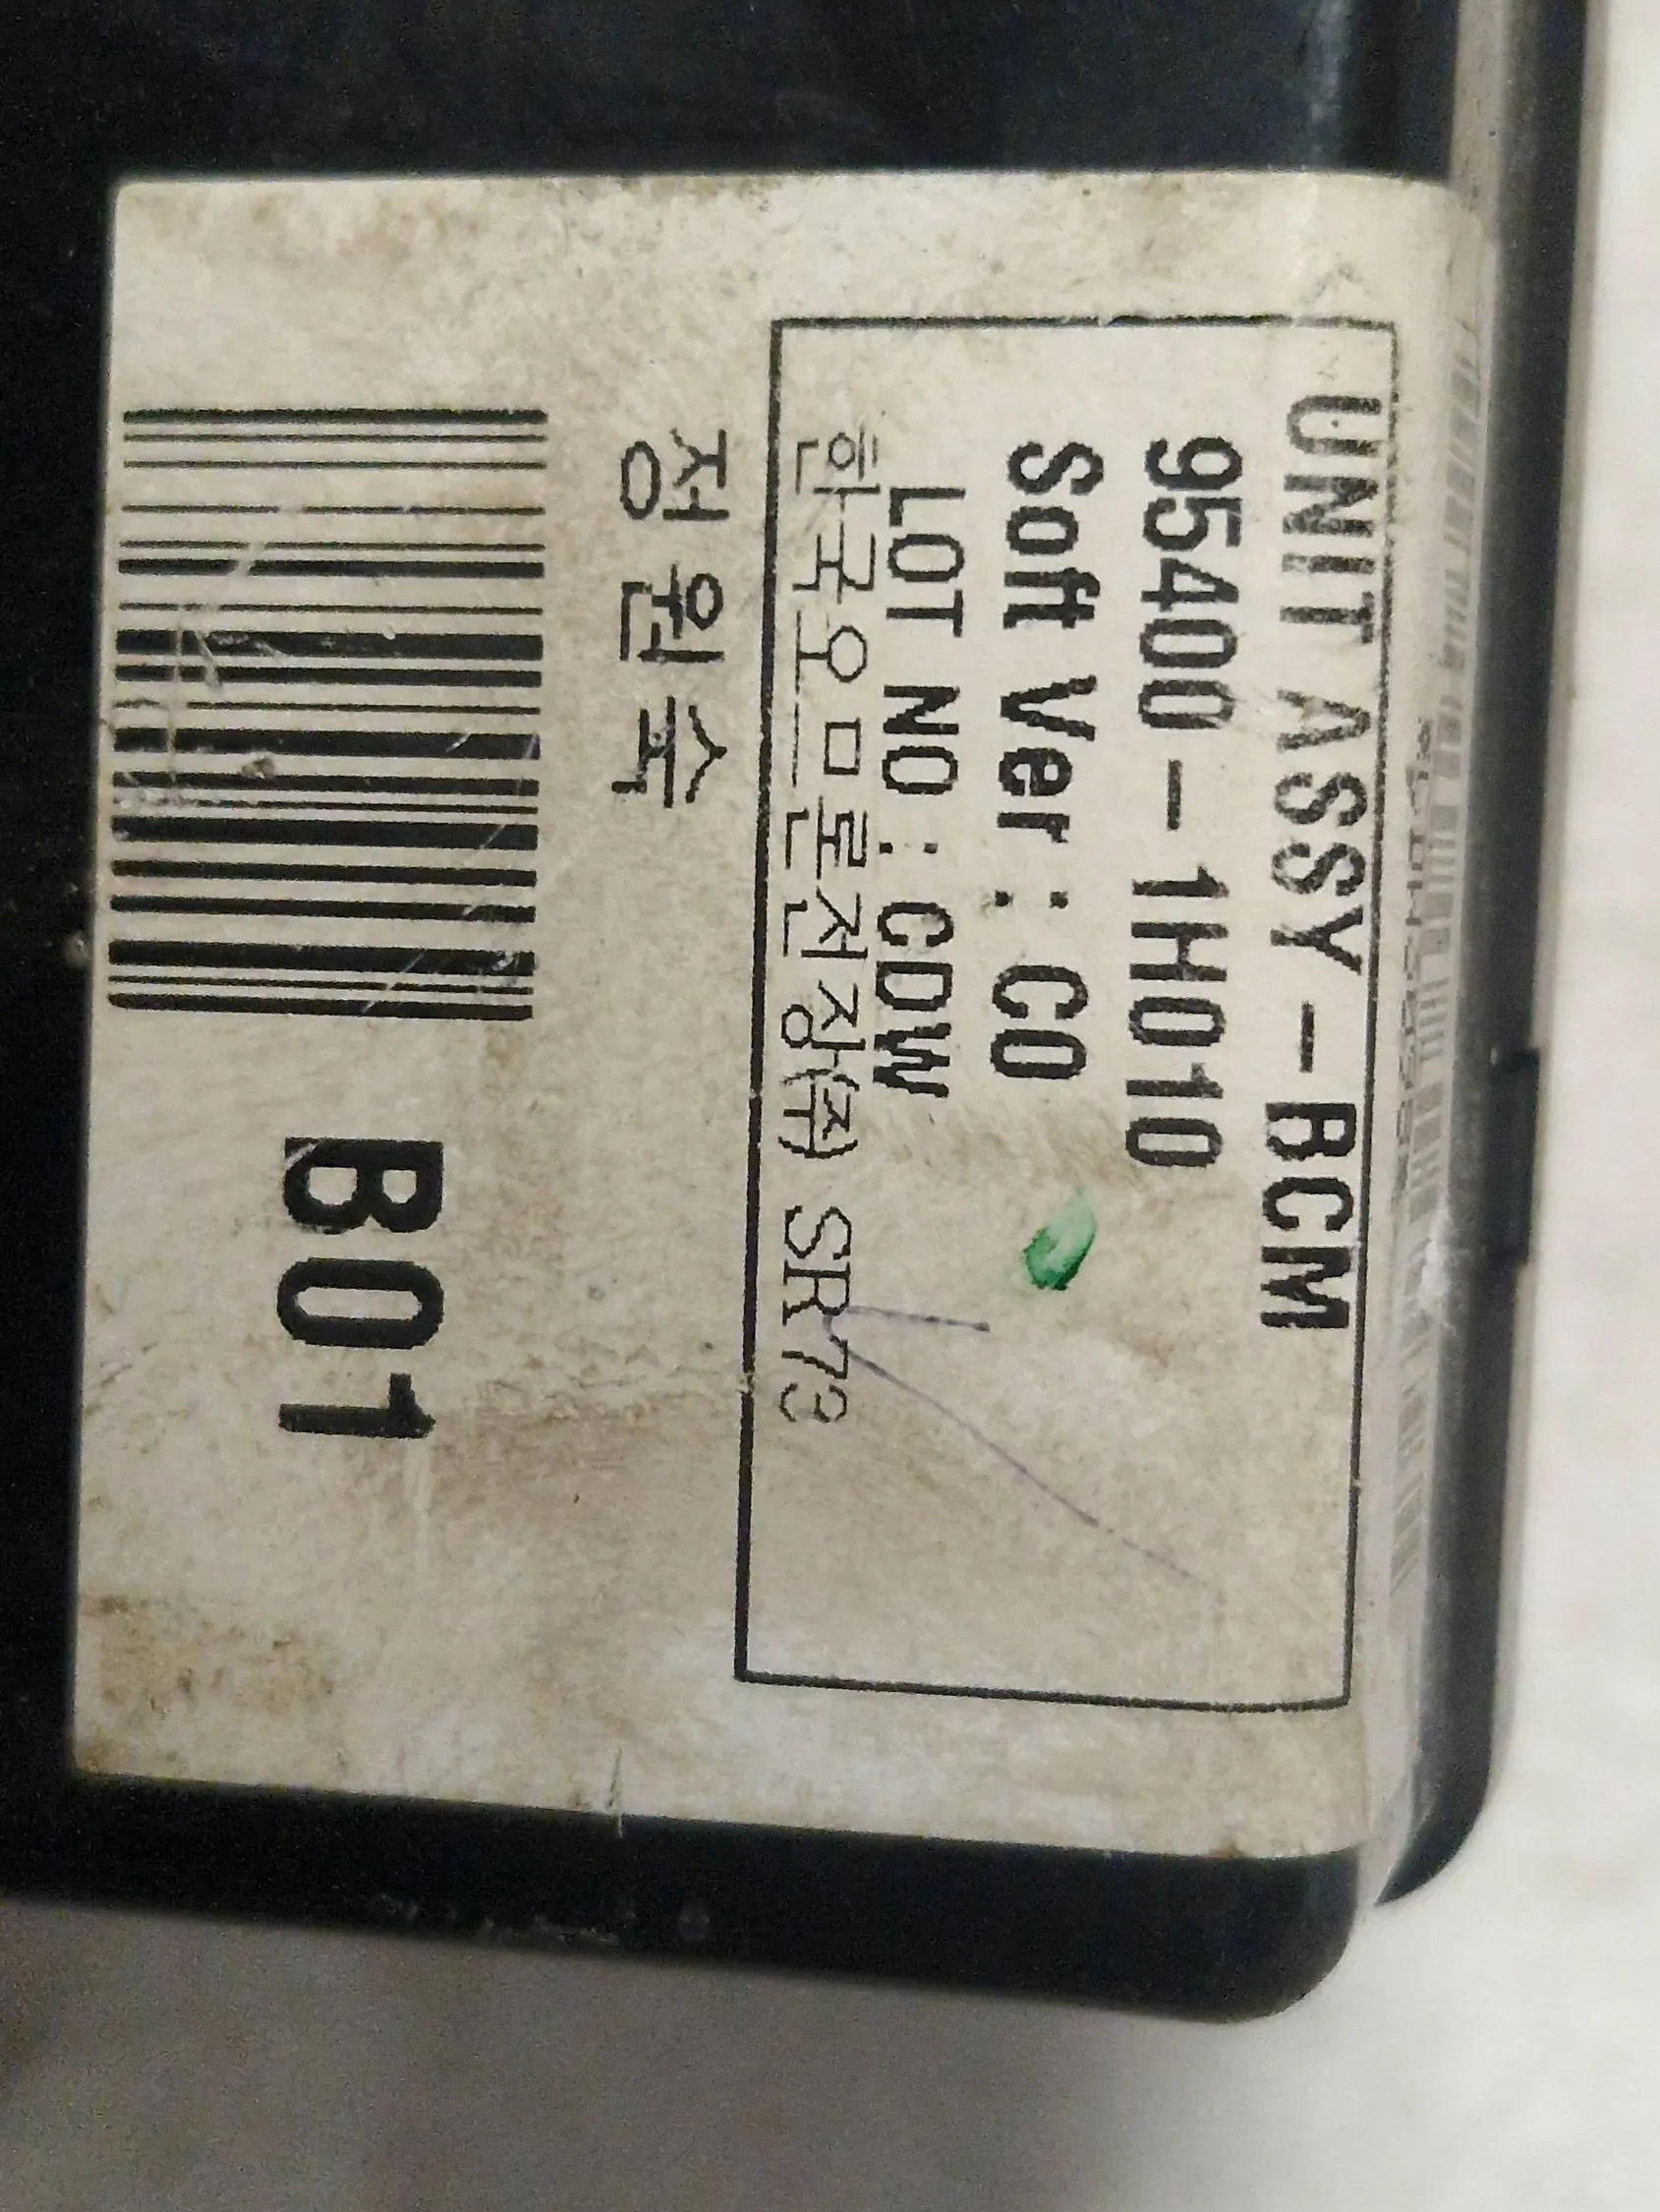 UNIT ASSY-BCM
95400-1H010
Soft Ver : C0
LOT NO : CDW
한국오므론전장(주) SR73
정원숙
B01